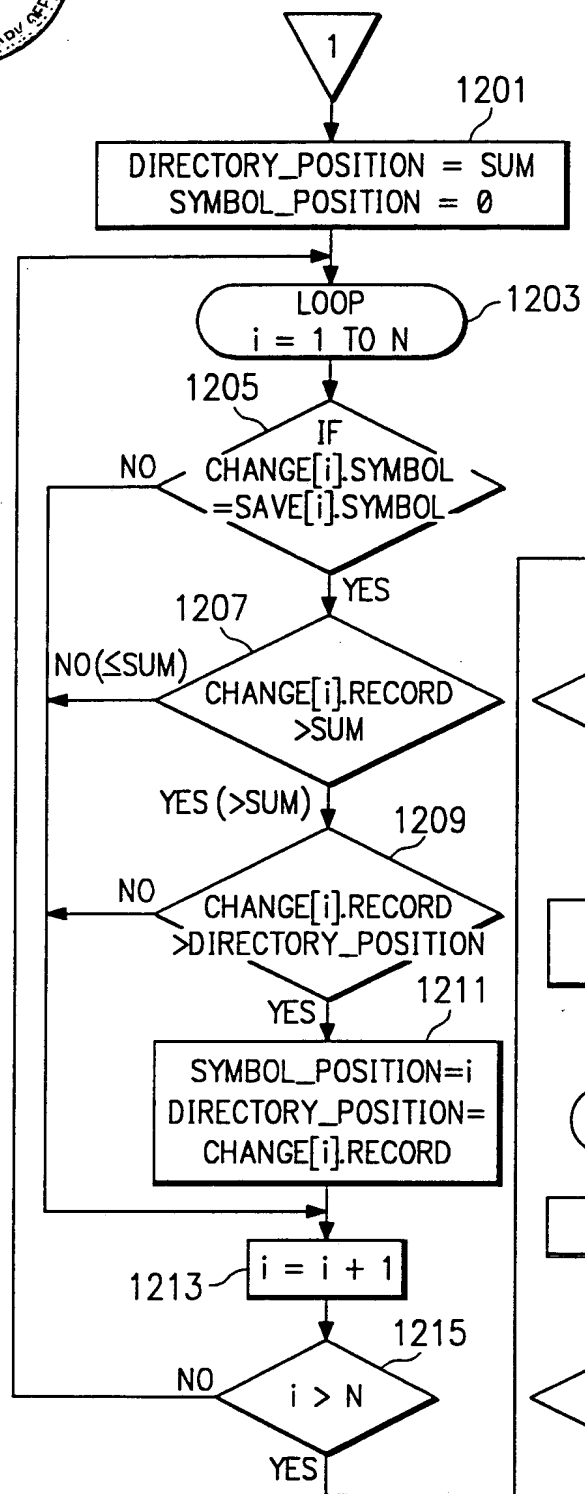 1
1201
DIRECTORY_POSITION = SUM
SYMBOL_POSITION = 0
LOOP
i = 1 TO N
1203
1205
IF
CHANGE[i].SYMBOL
=SAVE[i].SYMBOL
NO
YES
1207
NO(≤SUM)
CHANGE[i].RECORD
>SUM
YES (>SUM)
1209
NO
CHANGE[i].RECORD
>DIRECTORY_POSITION
YES
1211
SYMBOL_POSITION=i
DIRECTORY_POSITION=
CHANGE[i].RECORD
i = i + 1
1213
1215
NO
i > N
YES